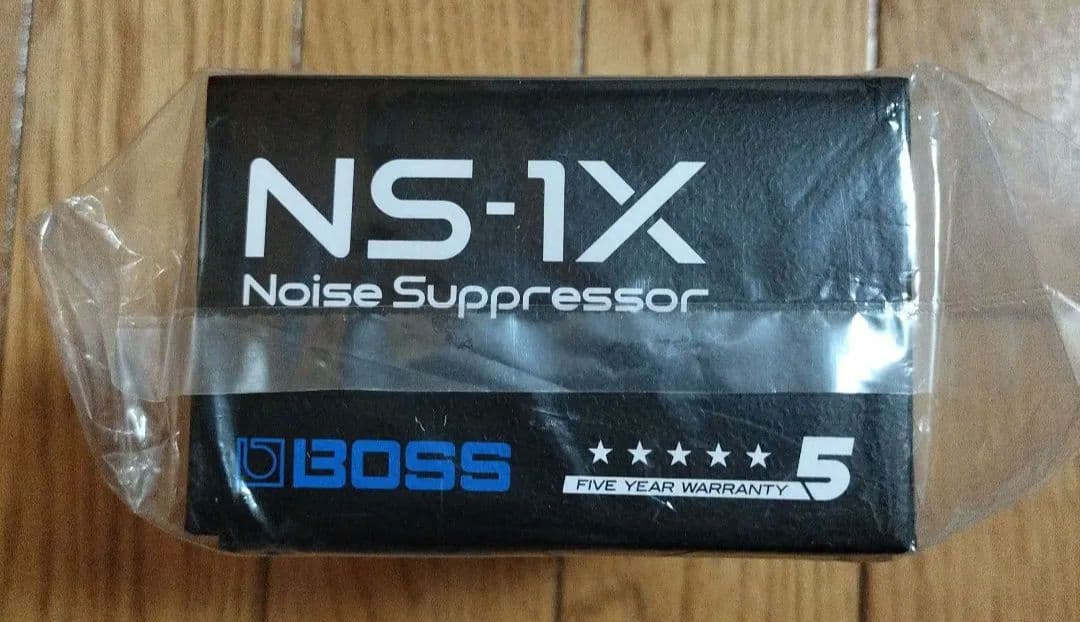 NS-1X
Noise Suppressor
BOSS
FIVE YEAR WARRANTY 5